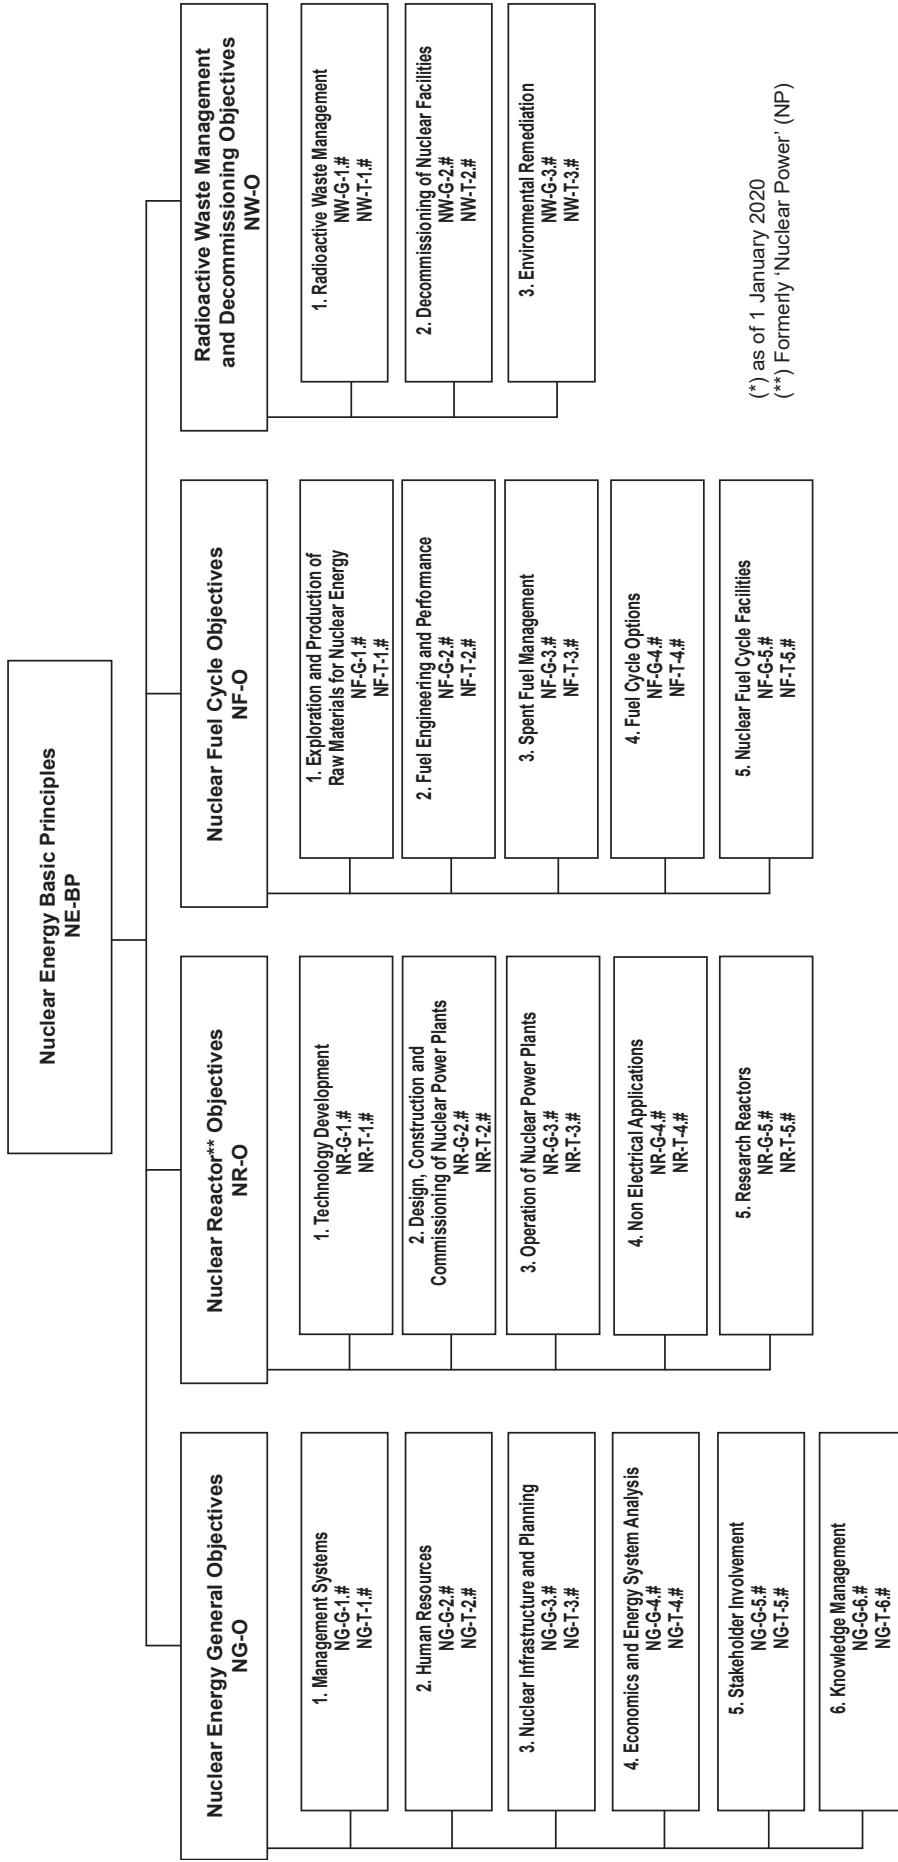 Nuclear Energy Basic Principles
NE-BP
Nuclear Energy General Objectives
NG-O
1. Management Systems
NG-G-1.#
NG-T-1.#
2. Human Resources
NG-G-2.#
NG-T-2.#
3. Nuclear Infrastructure and Planning
NG-G-3.#
NG-T-3.#
4. Economics and Energy System Analysis
NG-G-4.#
NG-T-4.#
5. Stakeholder Involvement
NG-G-5.#
NG-T-5.#
6. Knowledge Management
NG-G-6.#
NG-T-6.#
Nuclear Reactor** Objectives
NR-O
1. Technology Development
NR-G-1.#
NR-T-1.#
2. Design, Construction and
Commissioning of Nuclear Power Plants
NR-G-2.#
NR-T-2.#
3. Operation of Nuclear Power Plants
NR-G-3.#
NR-T-3.#
4. Non Electrical Applications
NR-G-4.#
NR-T-4.#
5. Research Reactors
NR-G-5.#
NR-T-5.#
Nuclear Fuel Cycle Objectives
NF-O
1. Exploration and Production of
Raw Materials for Nuclear Energy
NF-G-1.#
NF-T-1.#
2. Fuel Engineering and Performance
NF-G-2.#
NF-T-2.#
3. Spent Fuel Management
NF-G-3.#
NF-T-3.#
4. Fuel Cycle Options
NF-G-4.#
NF-T-4.#
5. Nuclear Fuel Cycle Facilities
NF-G-5.#
NF-T-5.#
Radioactive Waste Management
and Decommissioning Objectives
NW-O
1. Radioactive Waste Management
NW-G-1.#
NW-T-1.#
2. Decommissioning of Nuclear Facilities
NW-G-2.#
NW-T-2.#
3. Environmental Remediation
NW-G-3.#
NW-T-3.#
(*) as of 1 January 2020
(**) Formerly ‘Nuclear Power’ (NP)